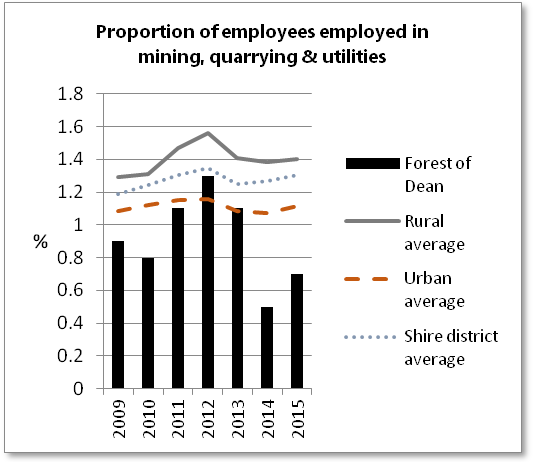 Proportion of employees employed in
mining, quarrying & utilities
1.8
1.6
1.4
1.2
1
0.8
0.6
0.4
0.2
0
%
2009
2010
2011
2012
2013
2014
2015
Forest of
Dean
Rural
average
Urban
average
Shire district
average